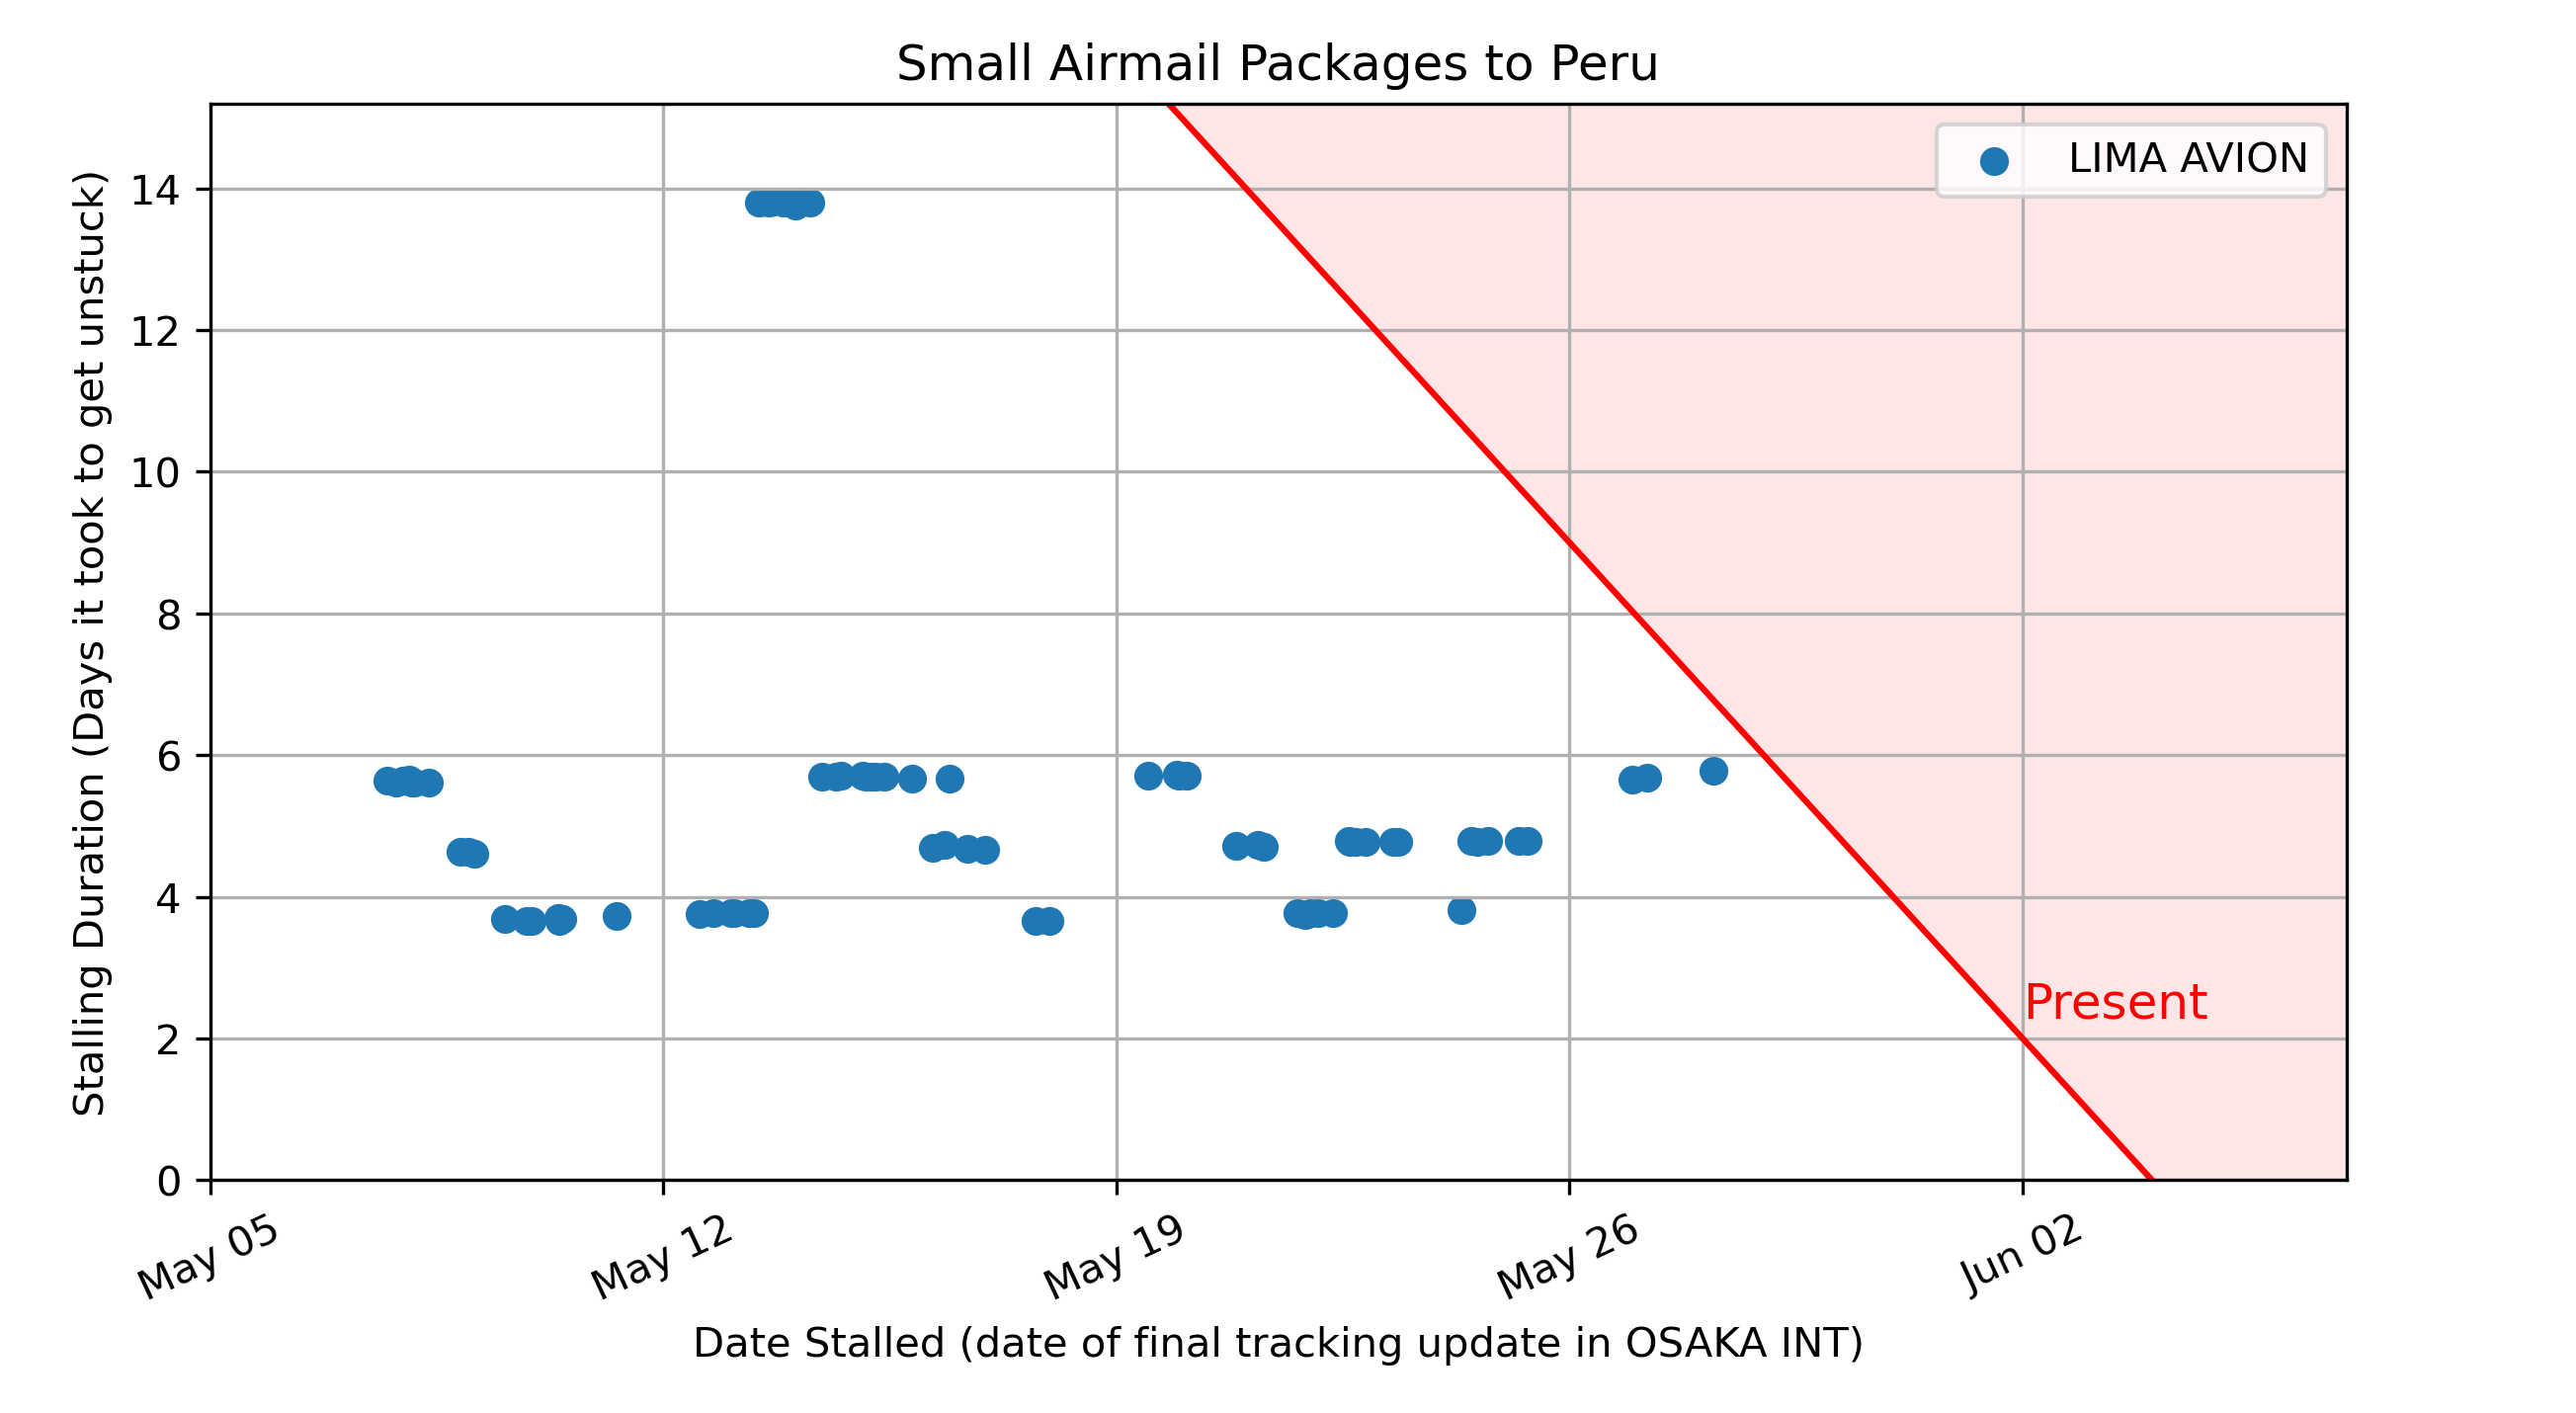 Small Airmail Packages to Peru
LIMA AVION
Stalling Duration (Days it took to get unstuck)
14
12
10
8
6
4
2
0
Present
May 05
May 12
May 19
May 26
Jun 02
Date Stalled (date of final tracking update in OSAKA INT)